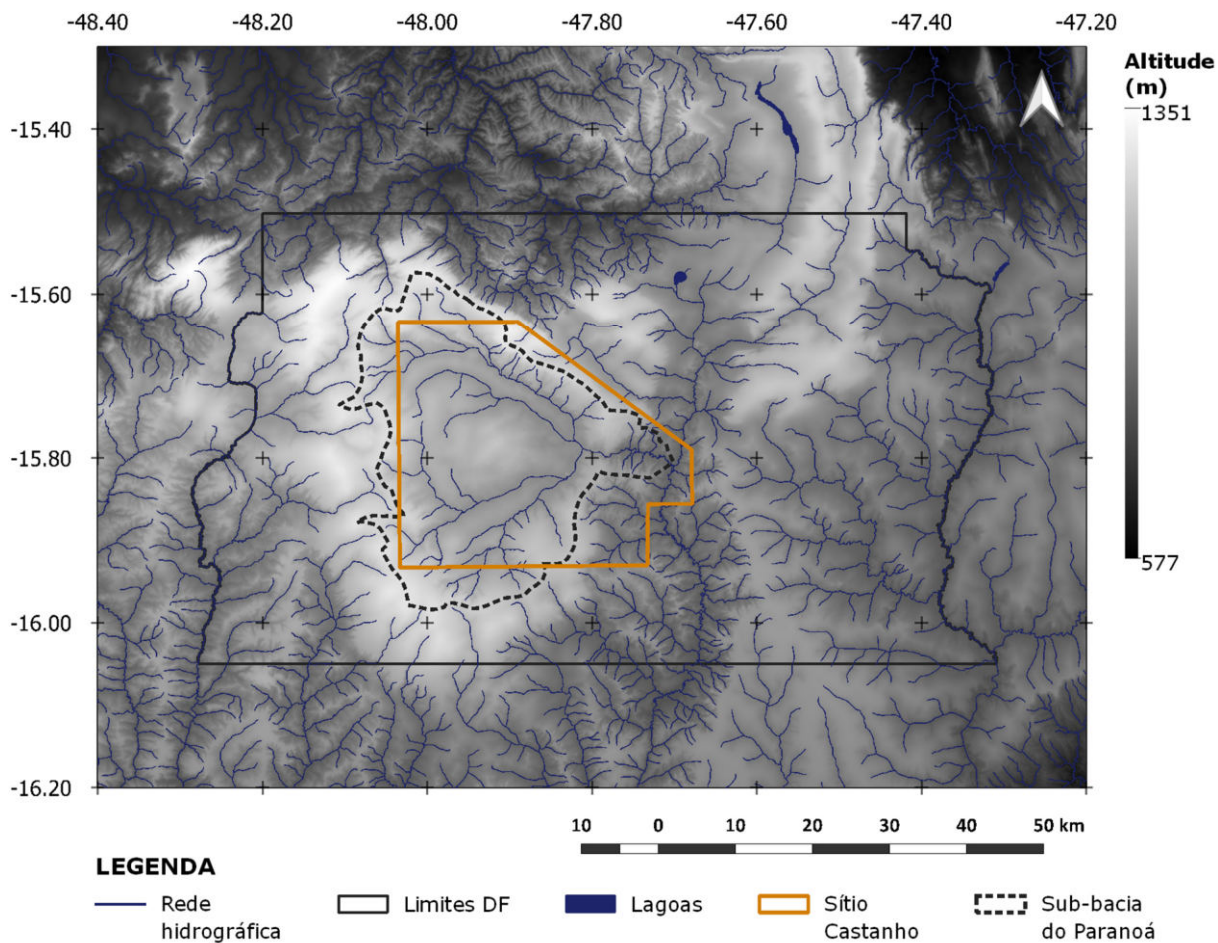 -48.40 -48.20 -48.00 -47.80 -47.60 -47.40 -47.20
Altitude
(m)
1351
-15.40
-15.60
-15.80
577
-16.00
-16.20
10 0 10 20 30 40 50 km
LEGENDA
Rede
hidrográfica
Limites DF
Lagoas
Sítio
Castanho
Sub-bacia
do Paranoá